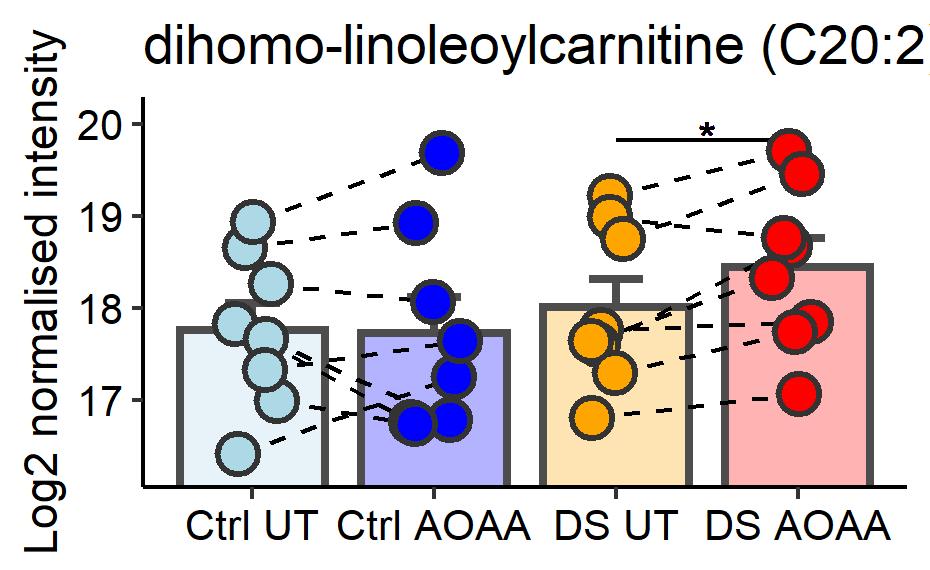 dihomo-linoleoylcarnitine (C20:2
Log2 normalised intensity
20
19
18
17
*
Ctrl UT Ctrl AOAA DS UT DS AOAA